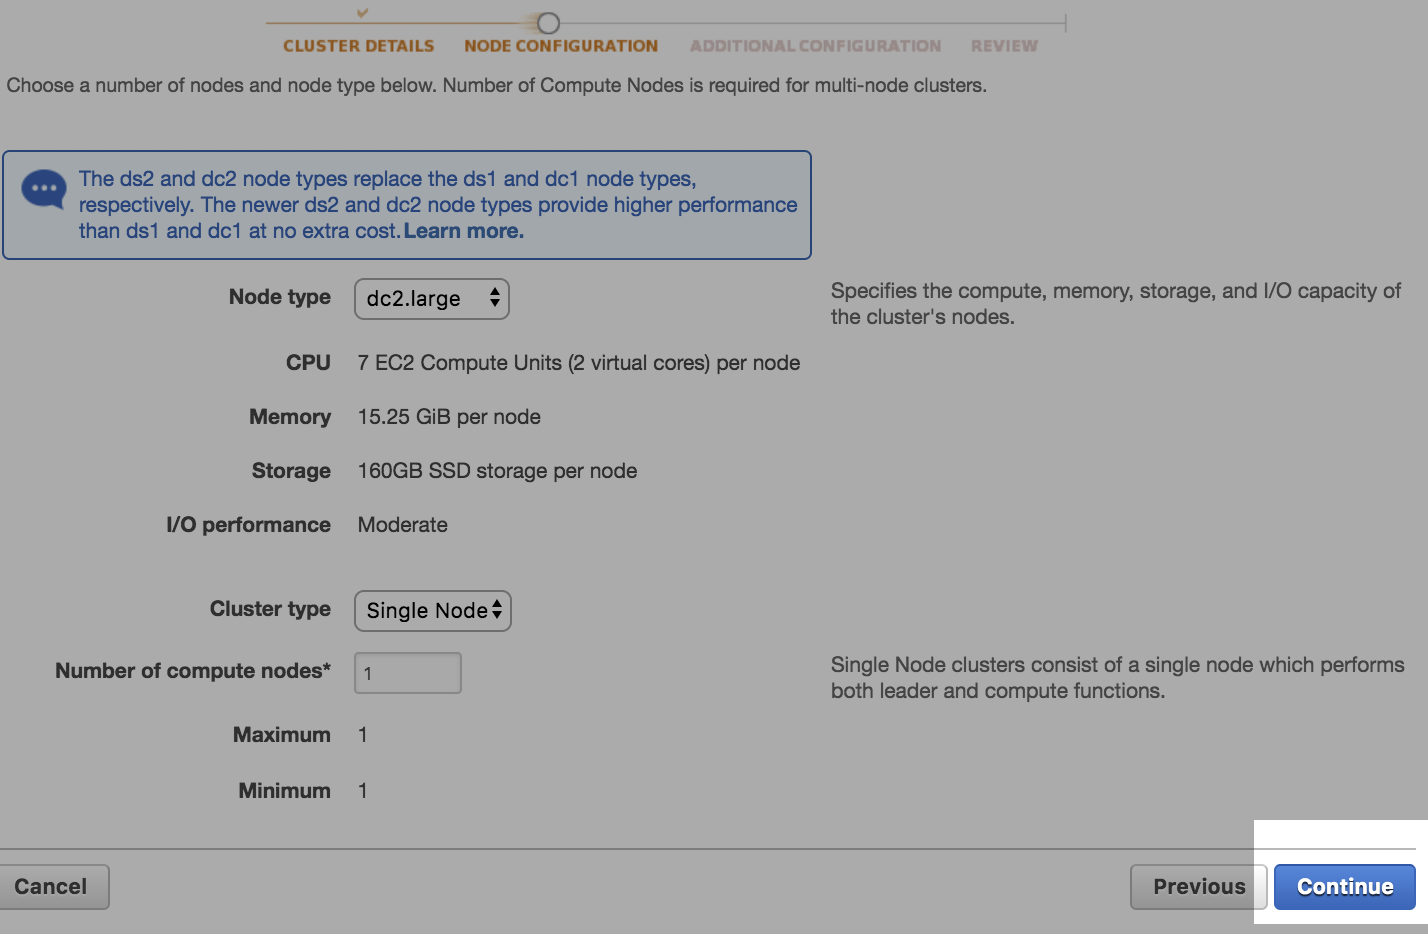 CLUSTER DETAILS NODE CONFIGURATION ADDITIONAL CONFIGURATION REVIEW
Choose a number of nodes and node type below. Number of Compute Nodes is required for multi-node clusters.
The ds2 and dc2 node types replace the ds1 and dc1 node types,
respectively. The newer ds2 and dc2 node types provide higher performance
than ds1 and dc1 at no extra cost. Learn more.
Node type dc2.large
Specifies the compute, memory, storage, and I/O capacity of
the cluster's nodes.
CPU 7 EC2 Compute Units (2 virtual cores) per node
Memory 15.25 GiB per node
Storage 160GB SSD storage per node
I/O performance Moderate
Cluster type Single Node
Number of compute nodes* 1
Single Node clusters consist of a single node which performs
both leader and compute functions.
Maximum 1
Minimum 1
Cancel Previous Continue